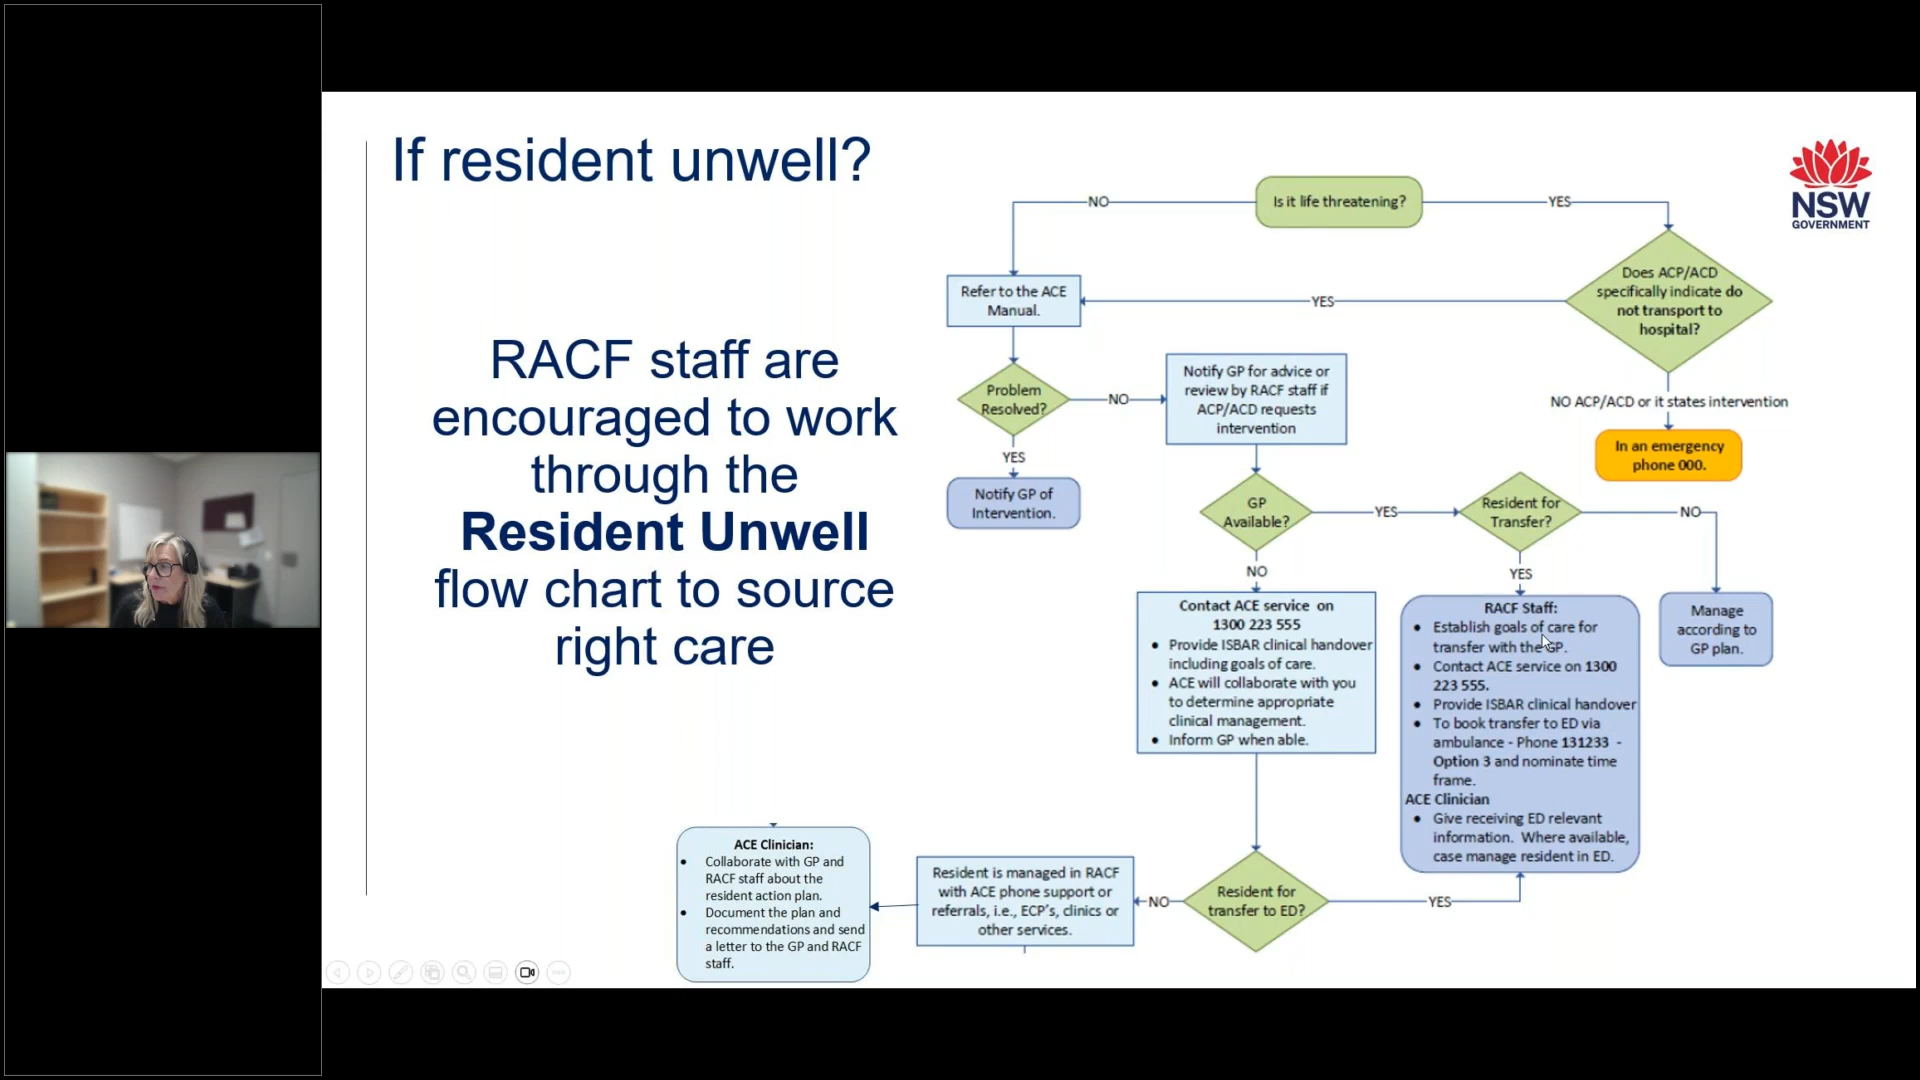 If resident unwell?
RACF staff are
encouraged to work
through the
Resident Unwell
flow chart to source
right care
NSW
GOVERNMENT
Is it life threatening?
NO
YES
Does ACP/ACD
specifically indicate do
not transport to
hospital?
YES
Refer to the ACE
Manual.
NO ACP/ACD or it states intervention
In an emergency
phone 000.
Problem
Resolved?
NO
YES
Notify GP of
Intervention.
Notify GP for advice or
review by RACF staff if
ACP/ACD requests
intervention
GP
Available?
YES
NO
Resident for
Transfer?
NO
YES
Manage
according to
GP plan.
Contact ACE service on
1300 223 555
• Provide ISBAR clinical handover
including goals of care.
• ACE will collaborate with you
to determine appropriate
clinical management.
• Inform GP when able.
RACF Staff:
• Establish goals of care for
transfer with the GP.
• Contact ACE service on 1300
223 555.
• Provide ISBAR clinical handover
• To book transfer to ED via
ambulance - Phone 131233 -
Option 3 and nominate time
frame.
ACE Clinician
• Give receiving ED relevant
information. Where available,
case manage resident in ED.
Resident for
transfer to ED?
YES
NO
Resident is managed in RACF
with ACE phone support or
referrals, i.e., ECP's, clinics or
other services.
ACE Clinician:
• Collaborate with GP and
RACF staff about the
resident action plan.
• Document the plan and
recommendations and send
a letter to the GP and RACF
staff.